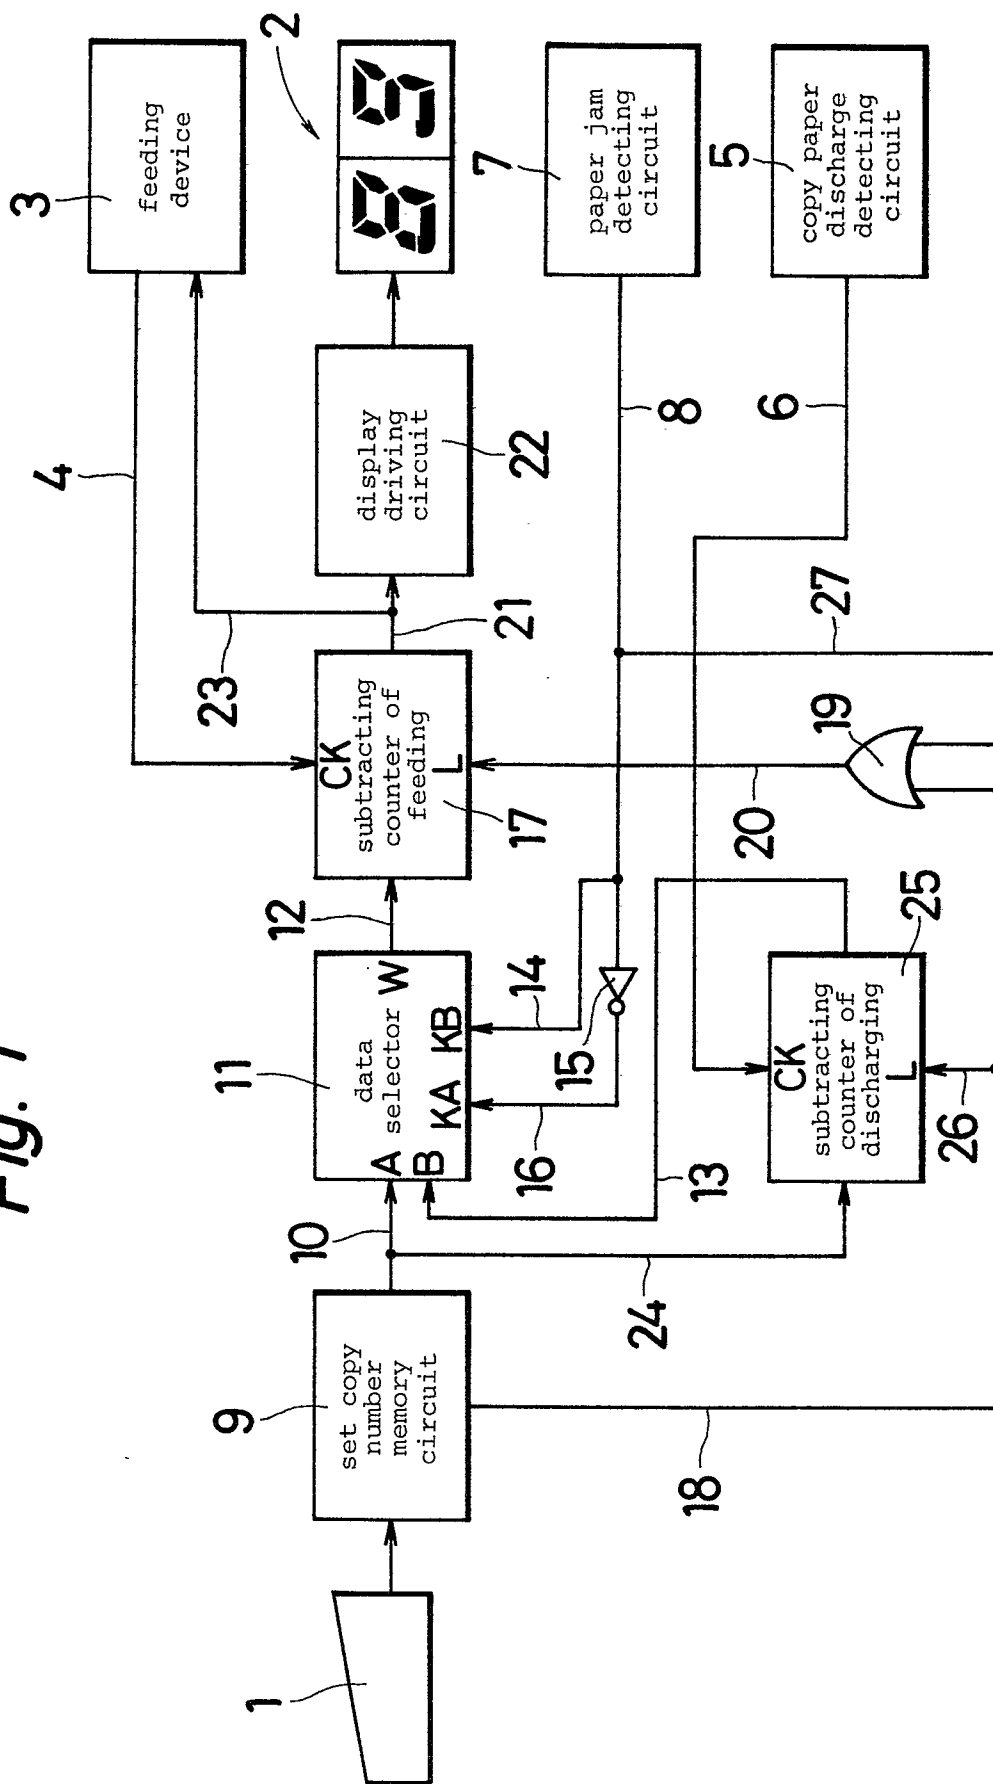 Fig. 1
1
9
set copy
number
memory
circuit
10
18
24
11
A
B
data
selector
W
KA
KB
12
13
14
15
16
CK
subtracting
counter of
feeding
L
17
4
23
21
20
19
27
display
driving
circuit
22
3
feeding
device
2
85
7
paper jam
detecting
circuit
8
5
copy paper
discharge
detecting
circuit
6
CK
subtracting
counter of
discharging
L
25
26